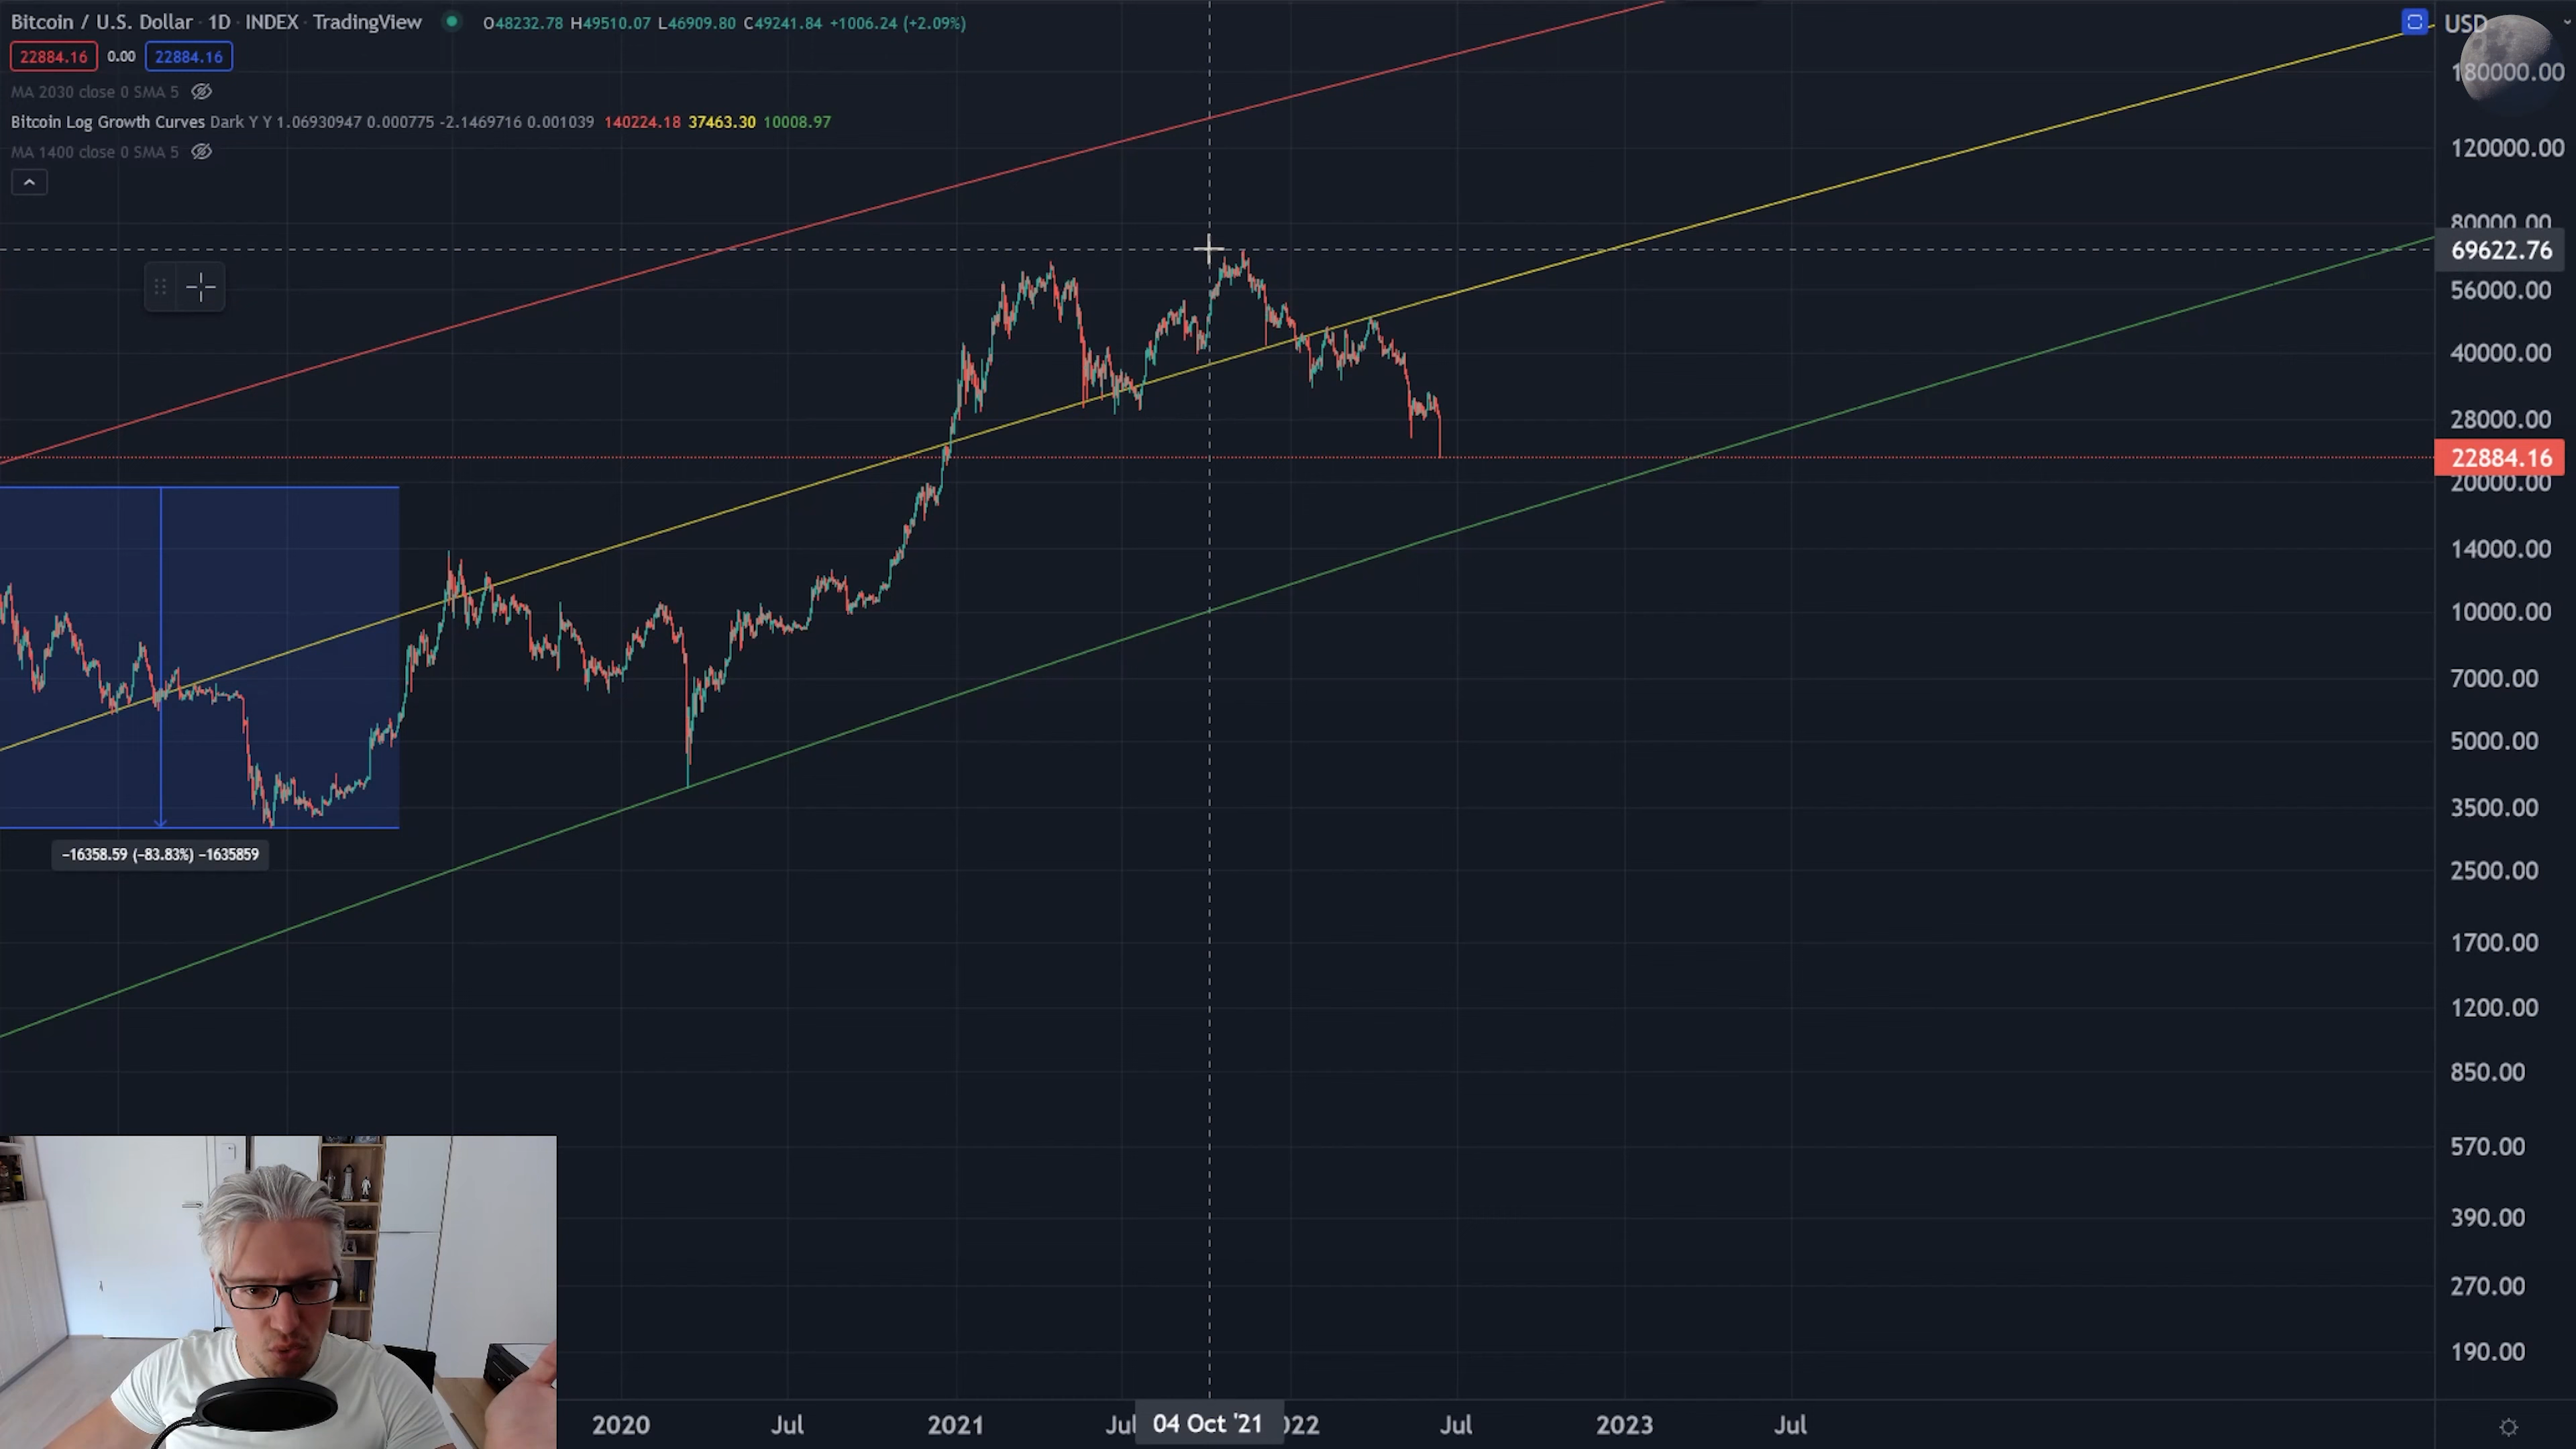 Bitcoin / U.S. Dollar · 1D · INDEX · TradingView O48232.78 H49510.07 L46909.80 C49241.84 +1006.24 (+2.09%)
22884.16 0.00 22884.16
MA 2030 close 0 SMA 5
Bitcoin Log Growth Curves Dark Y Y 1.06930947 0.000775 -2.1469716 0.001039 140224.18 37463.30 10008.97
MA 1400 close 0 SMA 5
USD
180000.00
120000.00
80000.00
69622.76
56000.00
40000.00
28000.00
22884.16
20000.00
14000.00
10000.00
7000.00
5000.00
3500.00
−16358.59 (−83.83%) −1635859
2500.00
1700.00
1200.00
850.00
570.00
390.00
270.00
190.00
2020 Jul 2021 Jul 04 Oct '21 022 Jul 2023 Jul